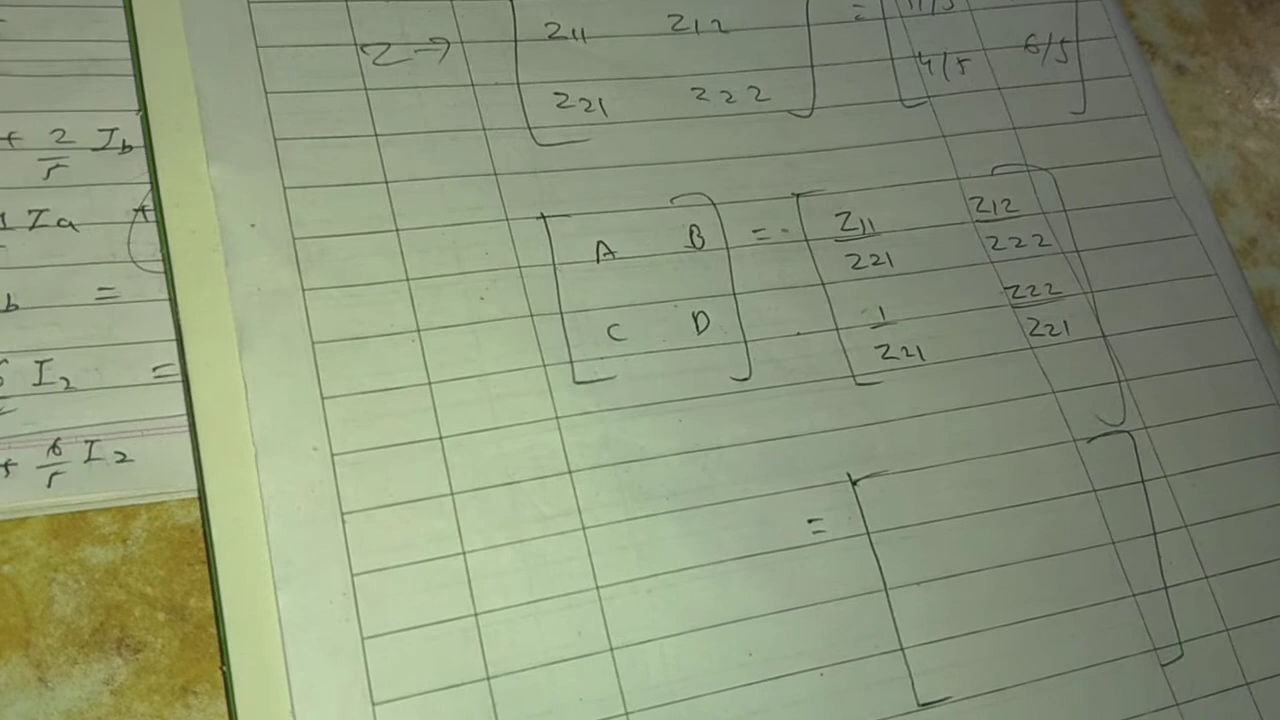 Z → [ Z11 Z12 ] = [
[ Z21 Z22 ] [ 4/5 6/5 ]
+ 2/5 Ib
Ia
b =
[ A B ] = [ Z11/Z21 Z12/Z22 ]
[ C D ] [ 1/Z21 Z22/Z21 ]
I2 =
+ 6/5 I2
= [ ]